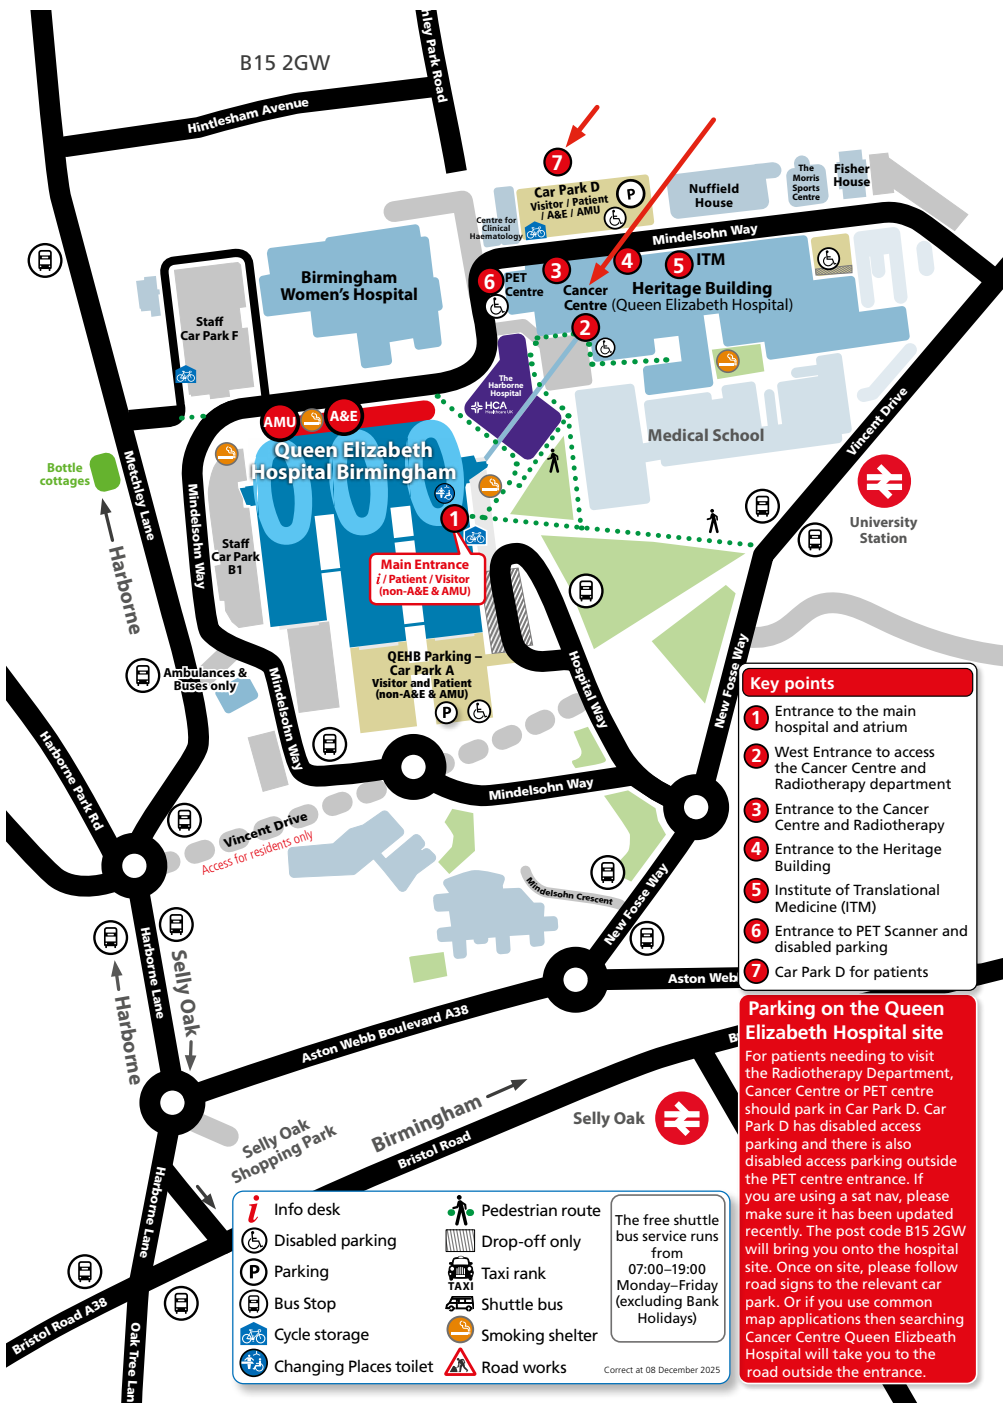 B15 2GW
Hintlesham Avenue
nley Park Road
7
Car Park D
Visitor / Patient
/ A&E / AMU
P
Centre for
Clinical
Haematology
Nuffield
House
The
Morris
Sports
Centre
Fisher
House
Mindelsohn Way
6
PET
Centre
3
Cancer
Centre
4
5
ITM
Heritage Building
(Queen Elizabeth Hospital)
2
Birmingham
Women's Hospital
Staff
Car Park F
The
Harborne
Hospital
HCA
Healthcare UK
AMU
A&E
Queen Elizabeth
Hospital Birmingham
Medical School
Vincent Drive
Bottle
cottages
Metchley Lane
Mindelsohn Way
Harborne
Staff
Car Park
B1
1
Main Entrance
i / Patient / Visitor
(non-A&E & AMU)
University
Station
Ambulances &
Buses only
QEHB Parking –
Car Park A
Visitor and Patient
(non-A&E & AMU)
P
Hospital Way
New Fosse Way
Mindelsohn Way
Harborne Park Rd
Mindelsohn Way
Vincent Drive
Access for residents only
Mindelsohn Crescent
New Fosse Way
Harborne Lane
Selly Oak
Harborne
Aston Webb Boulevard A38
Aston Web
B
Selly Oak
Shopping Park
Birmingham
Bristol Road
Selly Oak
Harborne Lane
Bristol Road A38
Oak Tree Lan
Key points
1 Entrance to the main
hospital and atrium
2 West Entrance to access
the Cancer Centre and
Radiotherapy department
3 Entrance to the Cancer
Centre and Radiotherapy
4 Entrance to the Heritage
Building
5 Institute of Translational
Medicine (ITM)
6 Entrance to PET Scanner and
disabled parking
7 Car Park D for patients
Parking on the Queen
Elizabeth Hospital site
For patients needing to visit
the Radiotherapy Department,
Cancer Centre or PET centre
should park in Car Park D. Car
Park D has disabled access
parking and there is also
disabled access parking outside
the PET centre entrance. If
you are using a sat nav, please
make sure it has been updated
recently. The post code B15 2GW
will bring you onto the hospital
site. Once on site, please follow
road signs to the relevant car
park. Or if you use common
map applications then searching
Cancer Centre Queen Elizbeath
Hospital will take you to the
road outside the entrance.
i Info desk
Disabled parking
P Parking
Bus Stop
Cycle storage
Changing Places toilet
Pedestrian route
Drop-off only
TAXI Taxi rank
Shuttle bus
Smoking shelter
Road works
The free shuttle
bus service runs
from
07:00–19:00
Monday–Friday
(excluding Bank
Holidays)
Correct at 08 December 2025